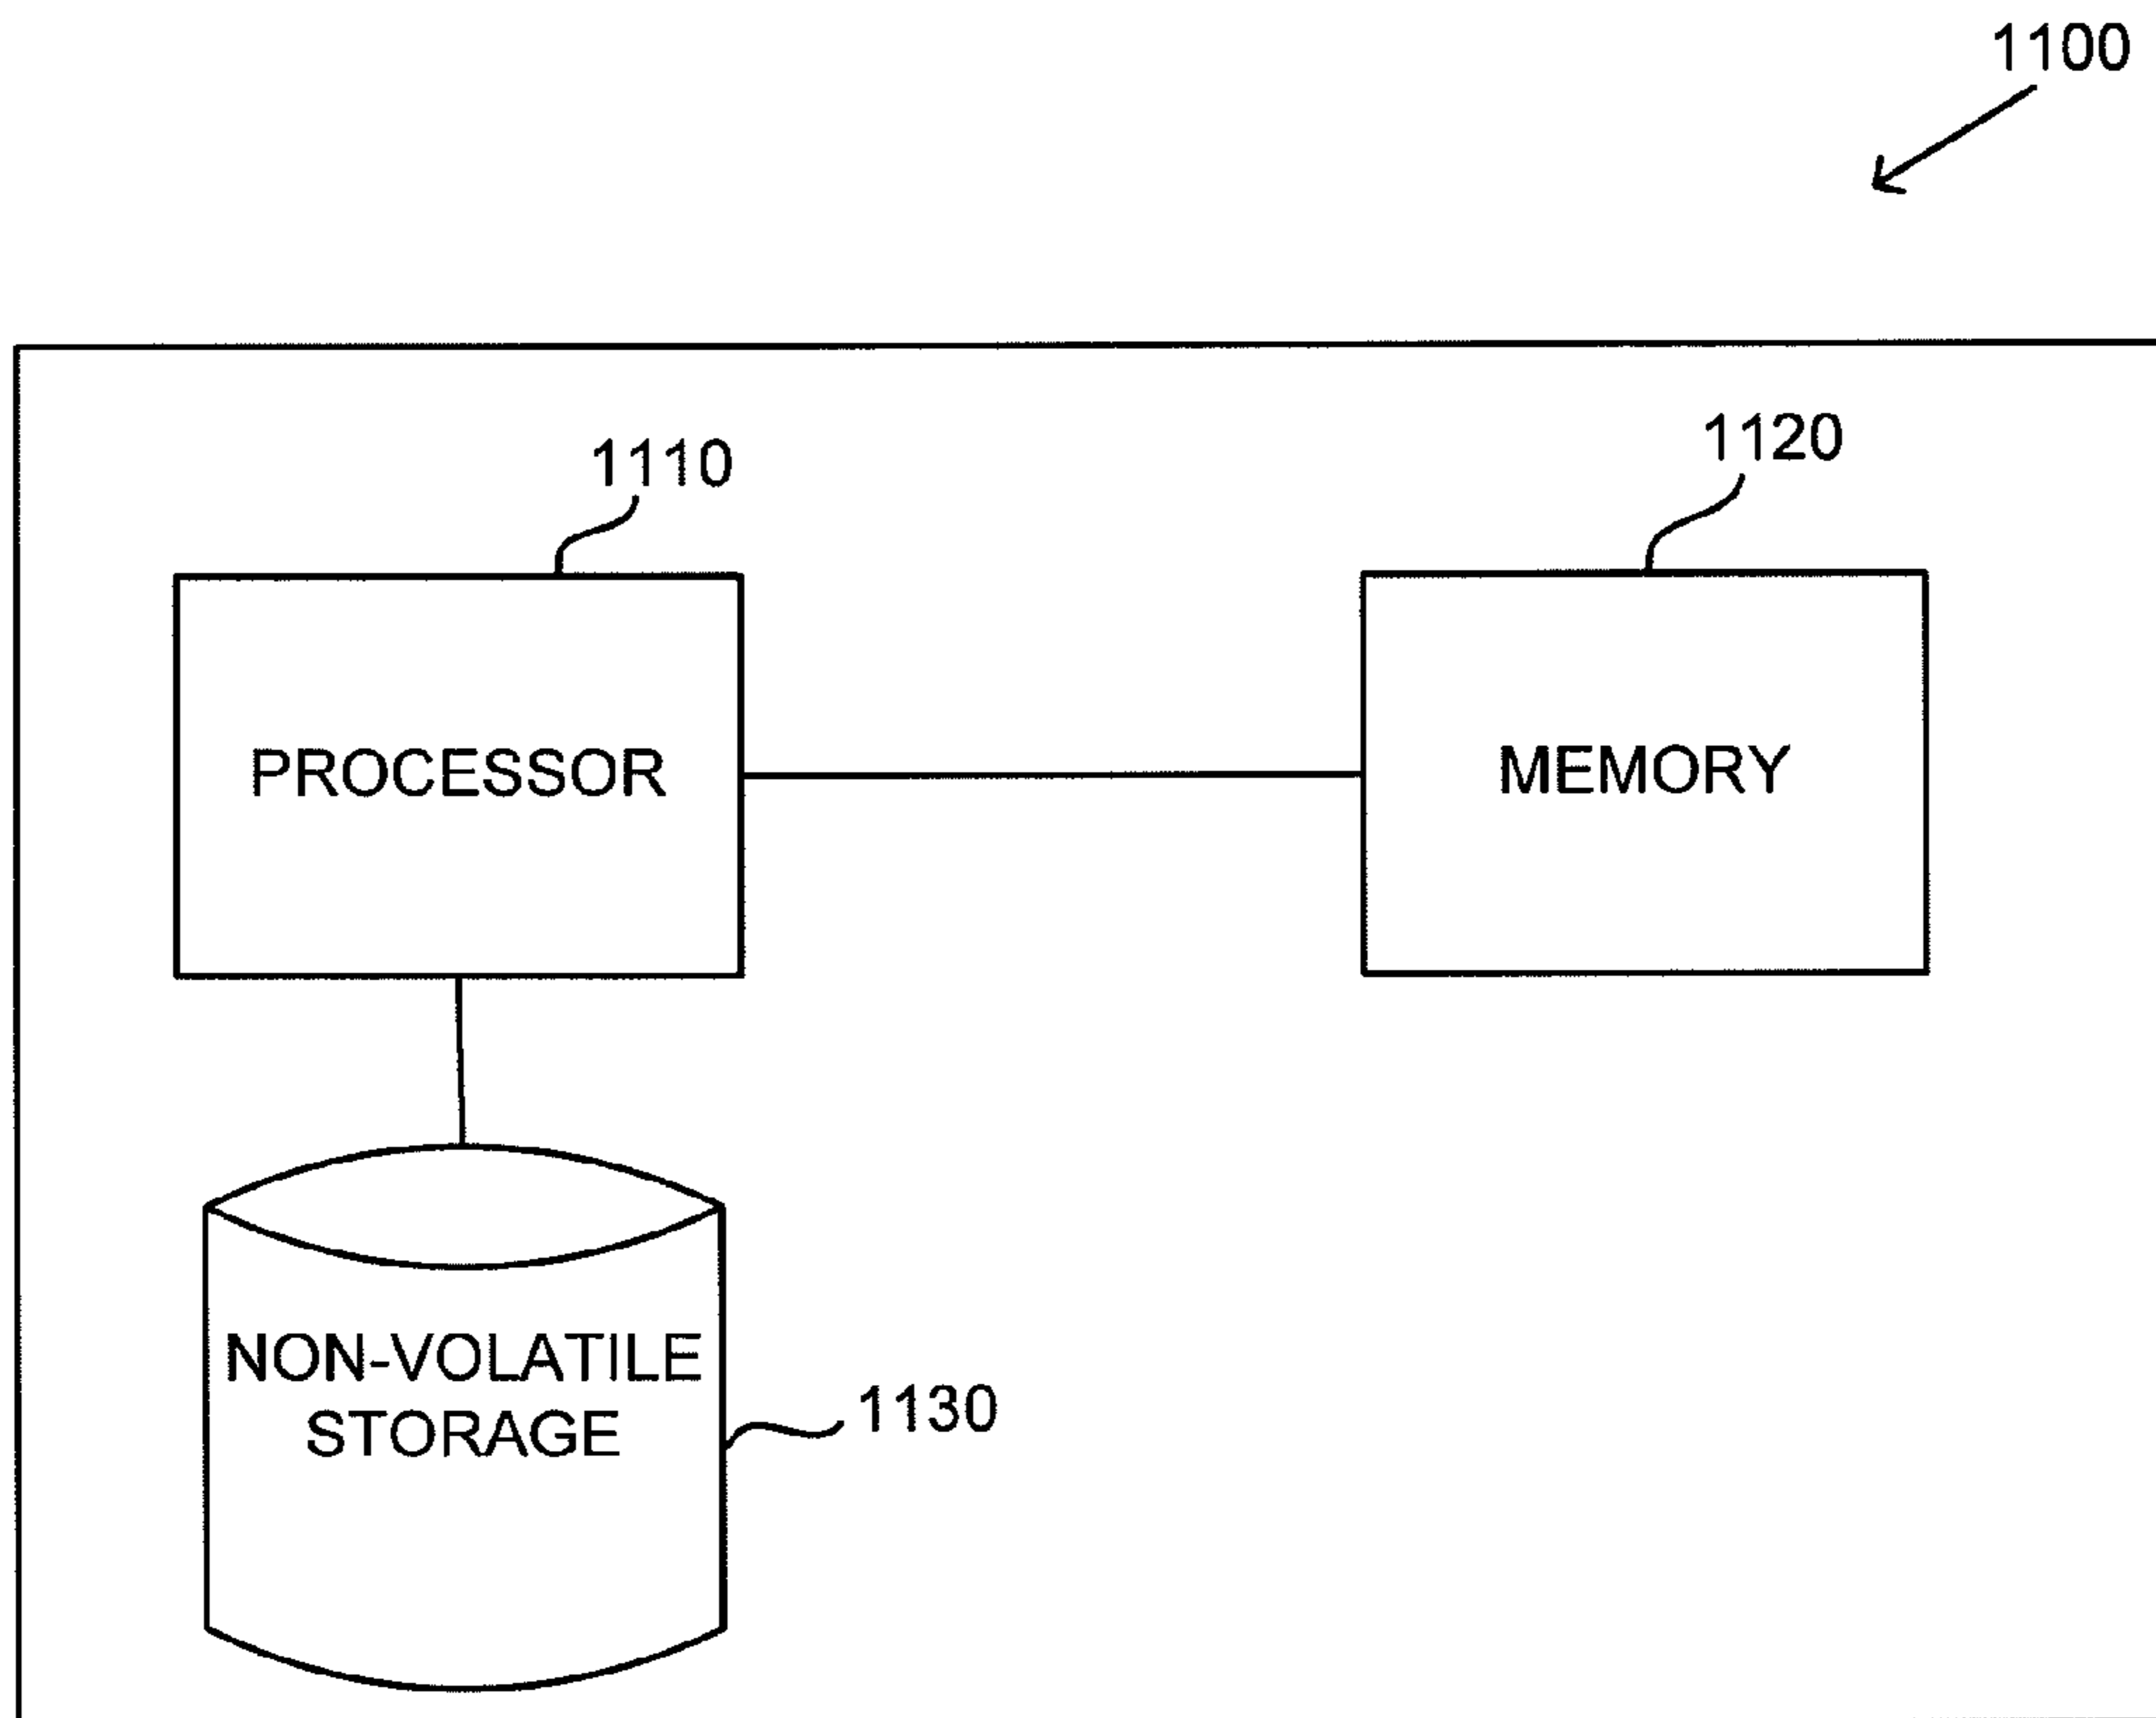 1100
1110
1120
PROCESSOR
MEMORY
NON-VOLATILE
STORAGE
1130